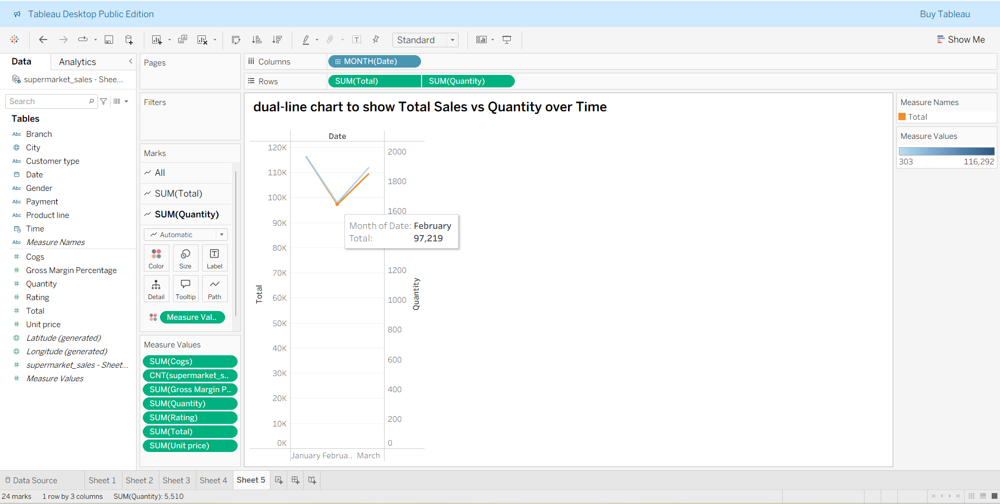 Tableau Desktop Public Edition
Buy Tableau
Standard
Show Me
Data
Analytics
supermarket_sales - Shee...
Search
Tables
Abc Branch
City
Abc Customer type
Date
Abc Gender
Abc Payment
Abc Product line
Time
Abc Measure Names
# Cogs
# Gross Margin Percentage
# Quantity
# Rating
# Total
# Unit price
Latitude (generated)
Longitude (generated)
# supermarket_sales - Sheet...
# Measure Values
Pages
Filters
Marks
All
SUM(Total)
SUM(Quantity)
Automatic
Color
Size
Label
Detail
Tooltip
Path
Measure Val..
Measure Values
SUM(Cogs)
CNT(supermarket_s..
SUM(Gross Margin P..
SUM(Quantity)
SUM(Rating)
SUM(Total)
SUM(Unit price)
Columns
MONTH(Date)
Rows
SUM(Total)
SUM(Quantity)
dual-line chart to show Total Sales vs Quantity over Time
Date
120K
110K
100K
90K
80K
70K
60K
50K
40K
30K
20K
10K
0K
Total
2000
1800
1600
1200
1000
800
600
400
200
0
Quantity
Month of Date: February
Total: 97,219
January Februa.. March
Measure Names
Total
Measure Values
303 116,292
Data Source
Sheet 1
Sheet 2
Sheet 3
Sheet 4
Sheet 5
24 marks 1 row by 3 columns SUM(Quantity): 5,510